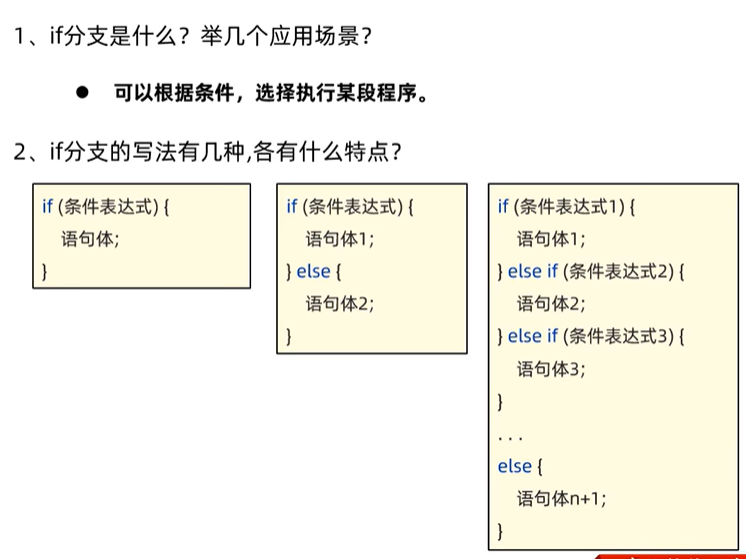 1、if分支是什么？举几个应用场景？
● 可以根据条件，选择执行某段程序。
2、if分支的写法有几种,各有什么特点？
if (条件表达式) {
语句体;
}
if (条件表达式) {
语句体1;
} else {
语句体2;
}
if (条件表达式1) {
语句体1;
} else if (条件表达式2) {
语句体2;
} else if (条件表达式3) {
语句体3;
}
. . .
else {
语句体n+1;
}